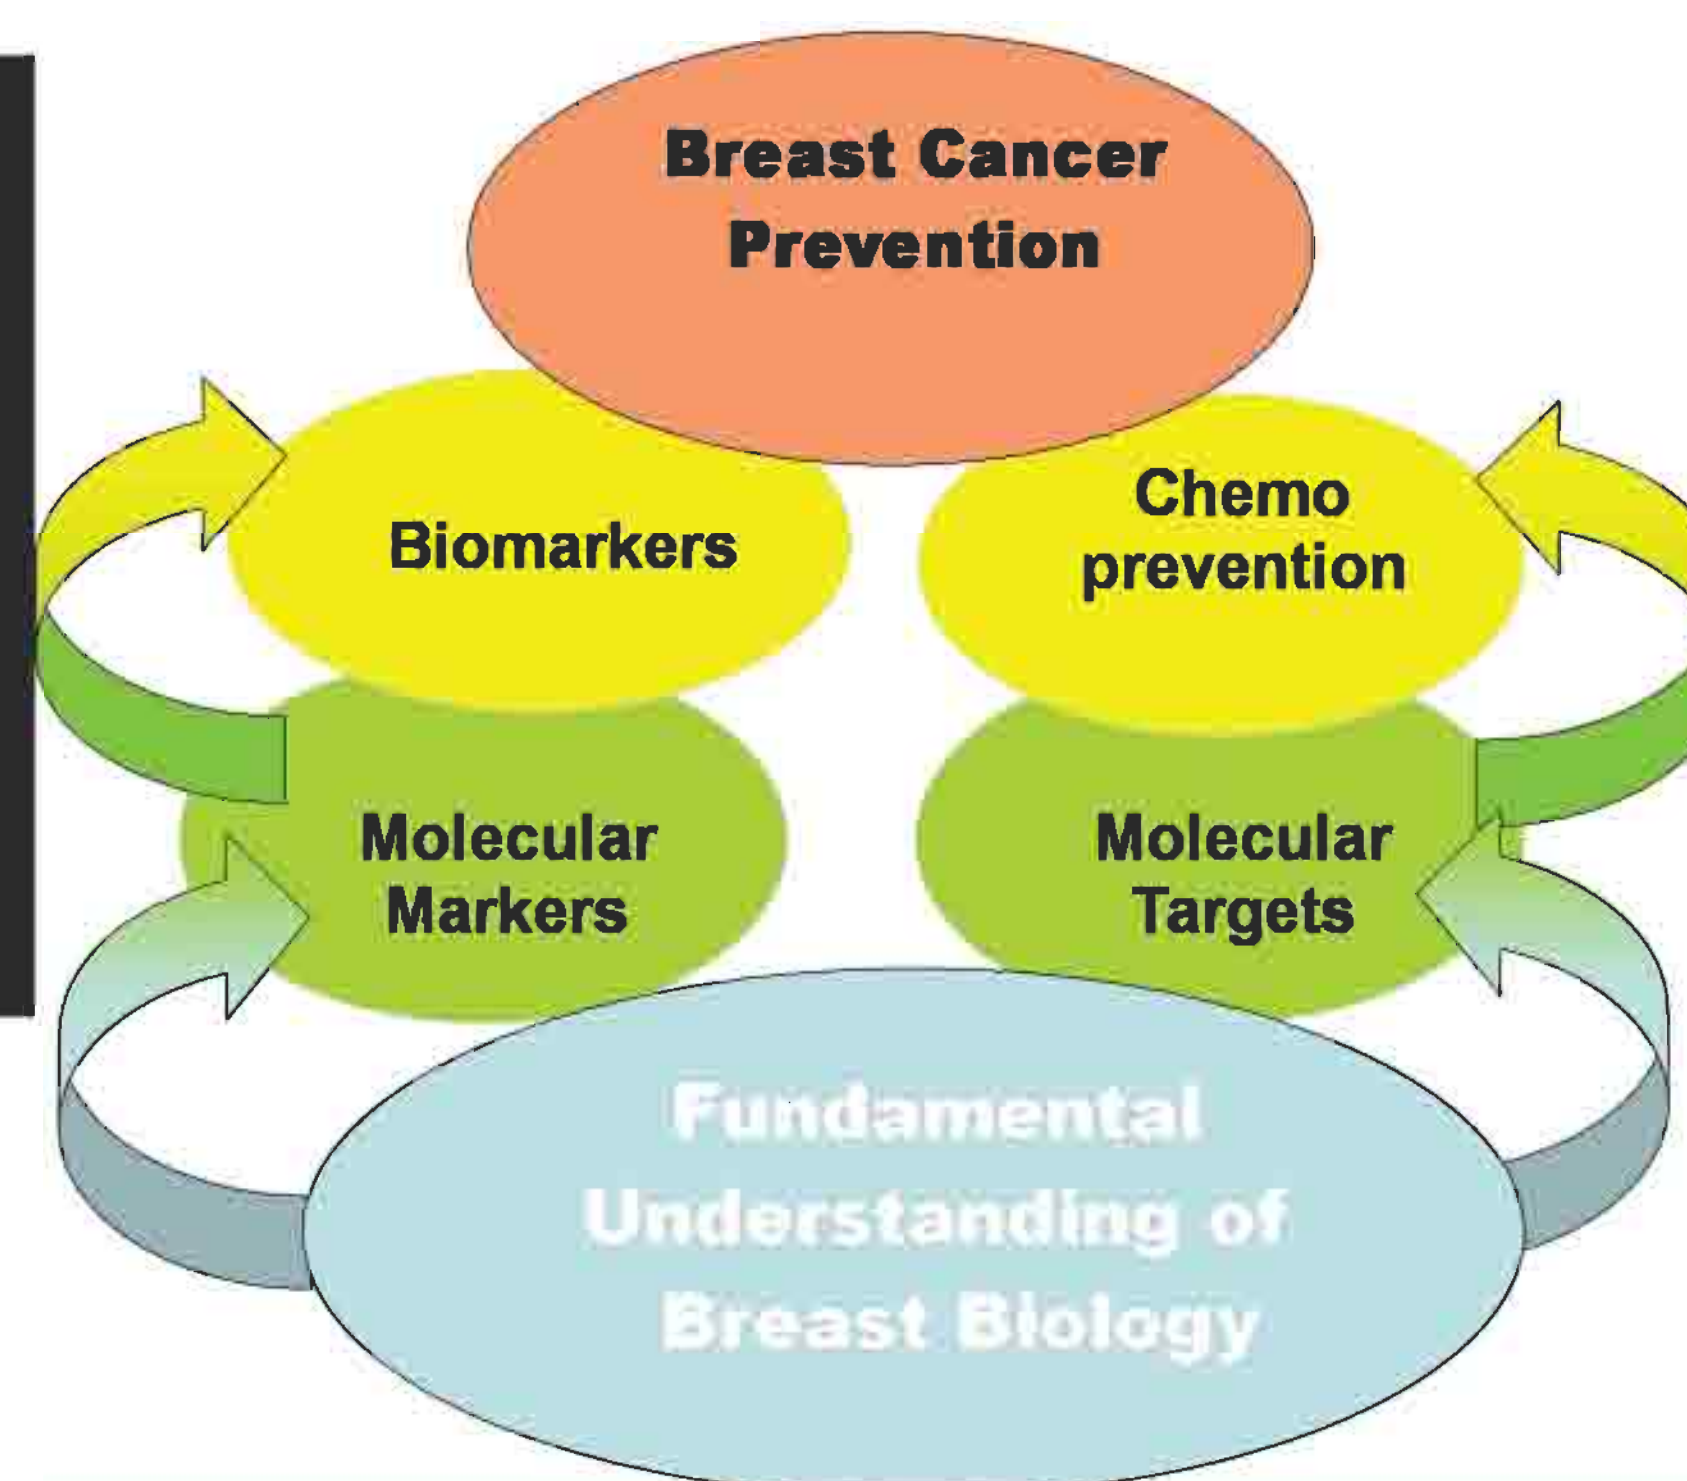 Breast Cancer
Prevention
Biomarkers
Chemo
prevention
Molecular
Markers
Molecular
Targets
Fundamental
Understanding of
Breast Biology